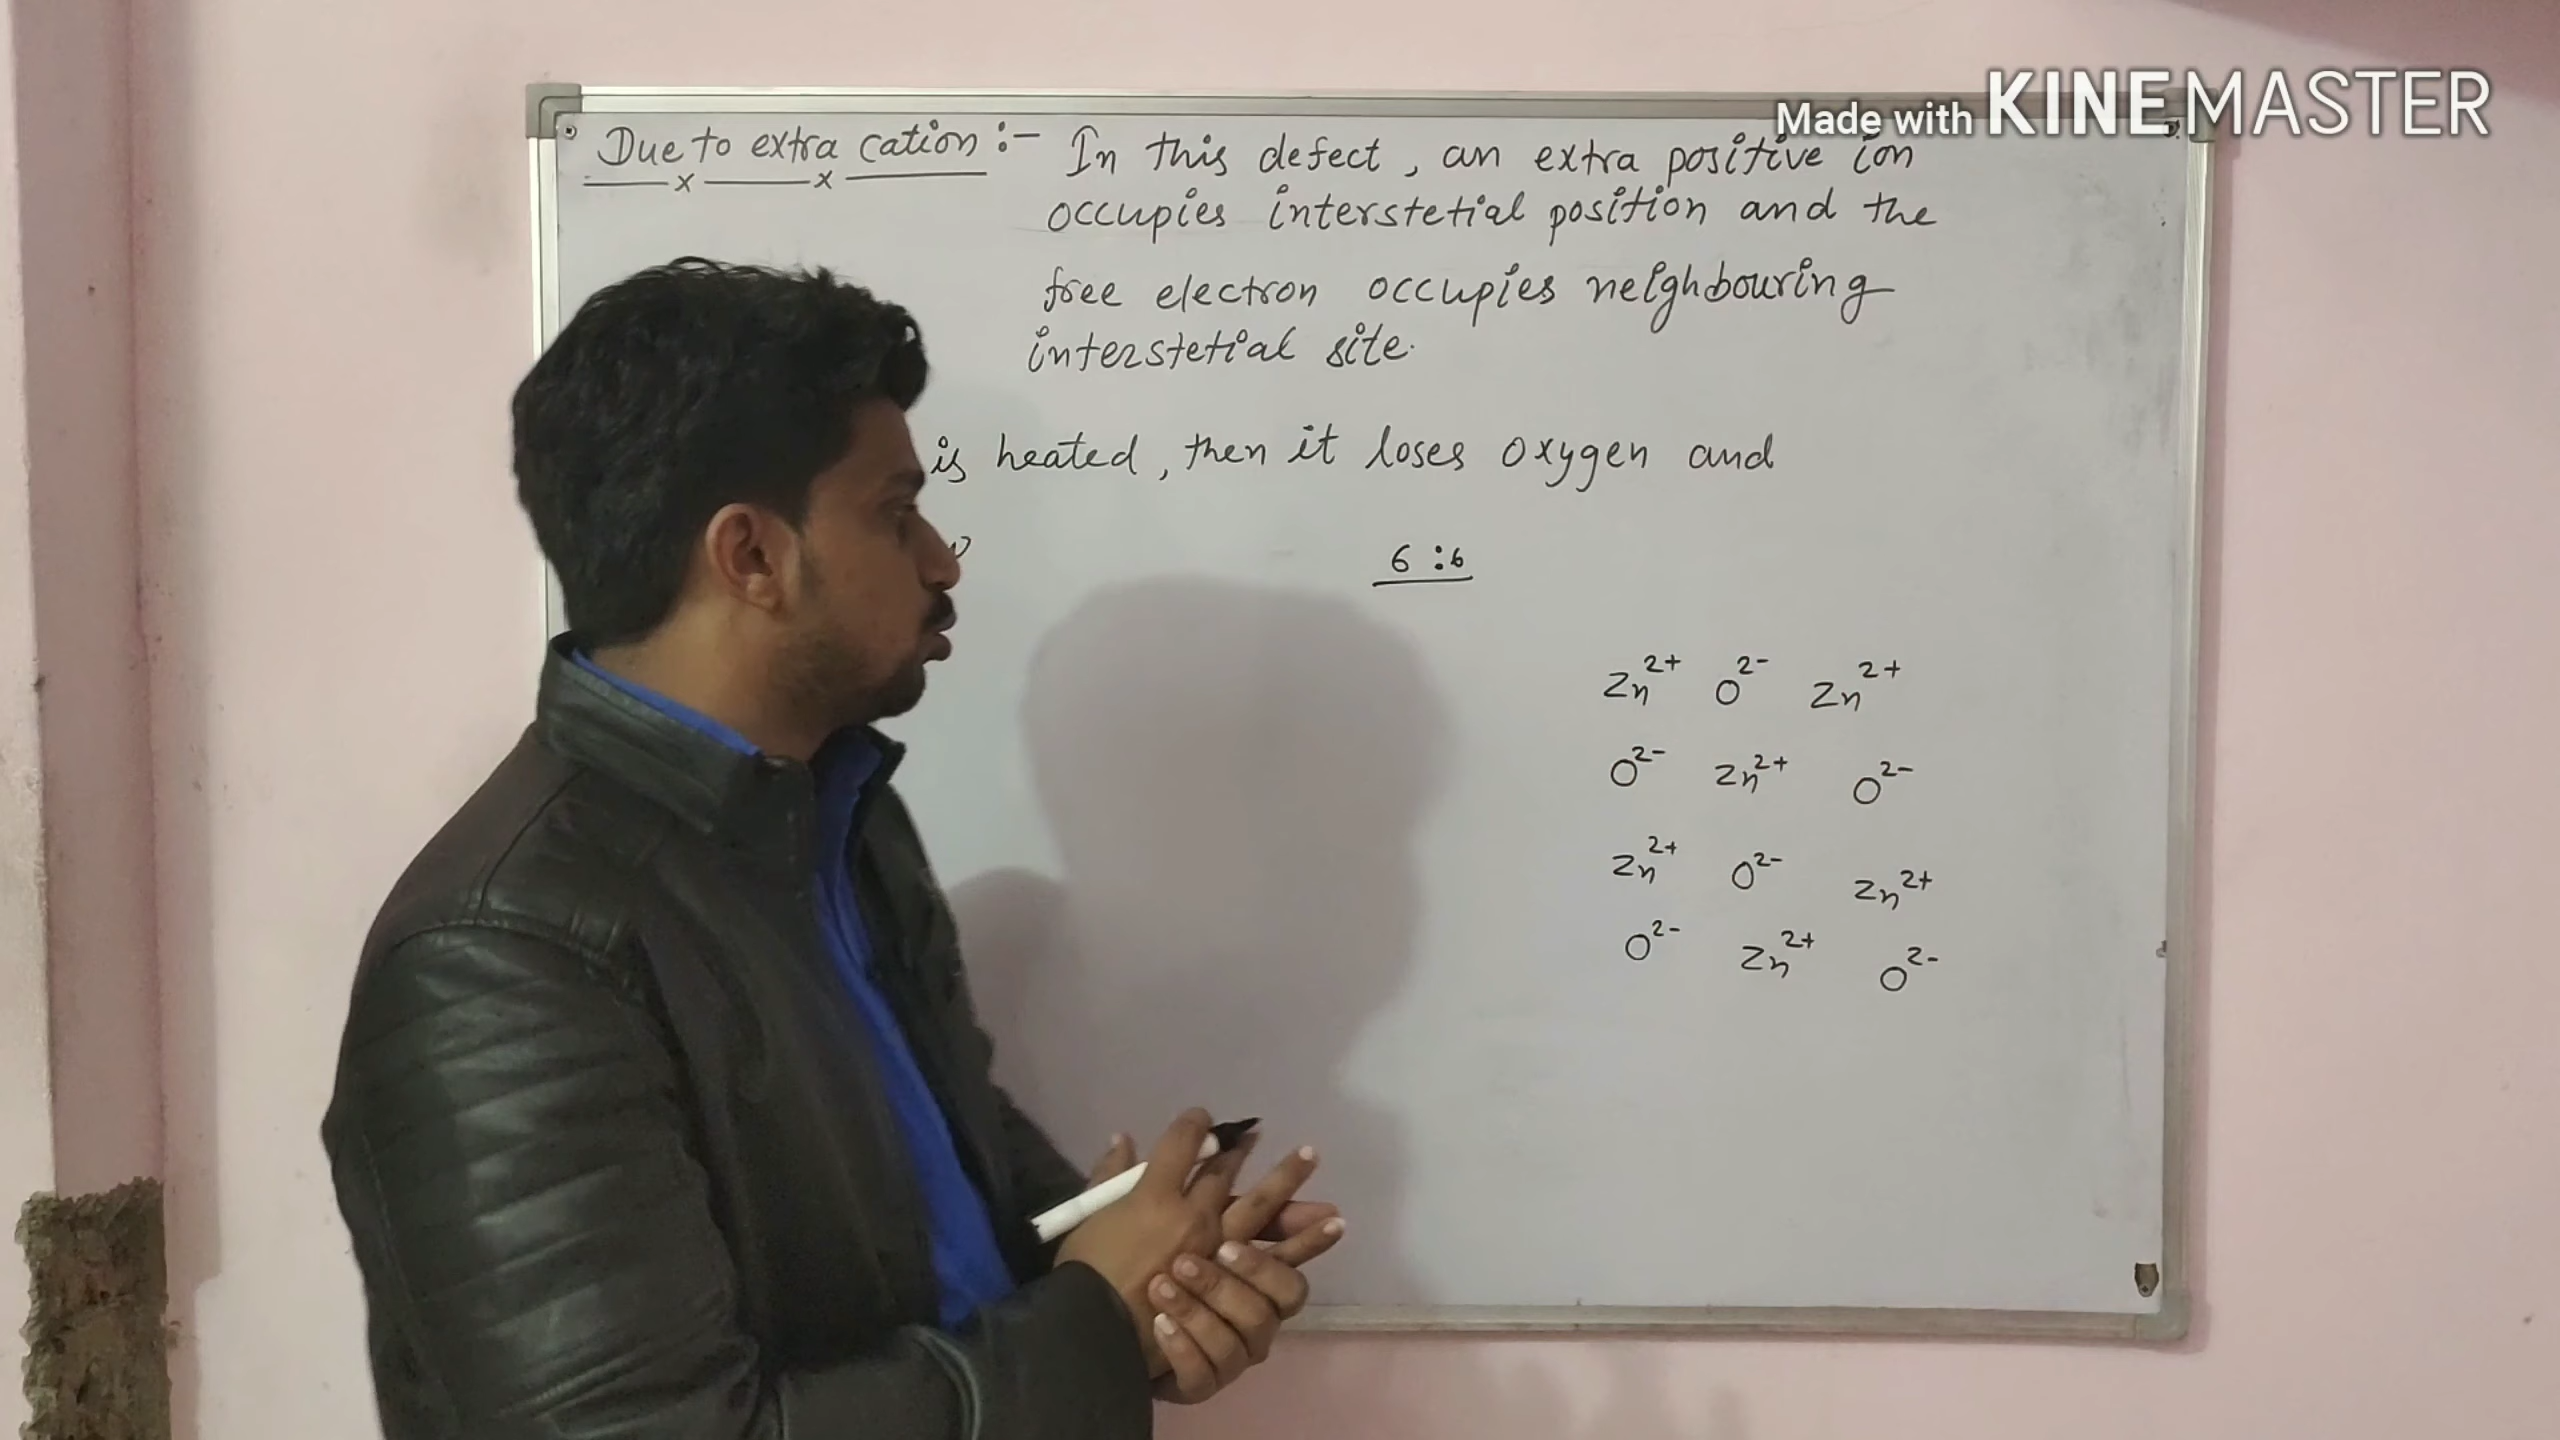 Made with KINEMASTER
Due to extra cation :- In this defect, an extra positive ion
occupies interstetial position and the
free electron occupies neighbouring
interstetial site.
is heated, then it loses oxygen and
6 : 6
Zn2+ O2- Zn2+
O2- Zn2+ O2-
Zn2+ O2- Zn2+
O2- Zn2+ O2-